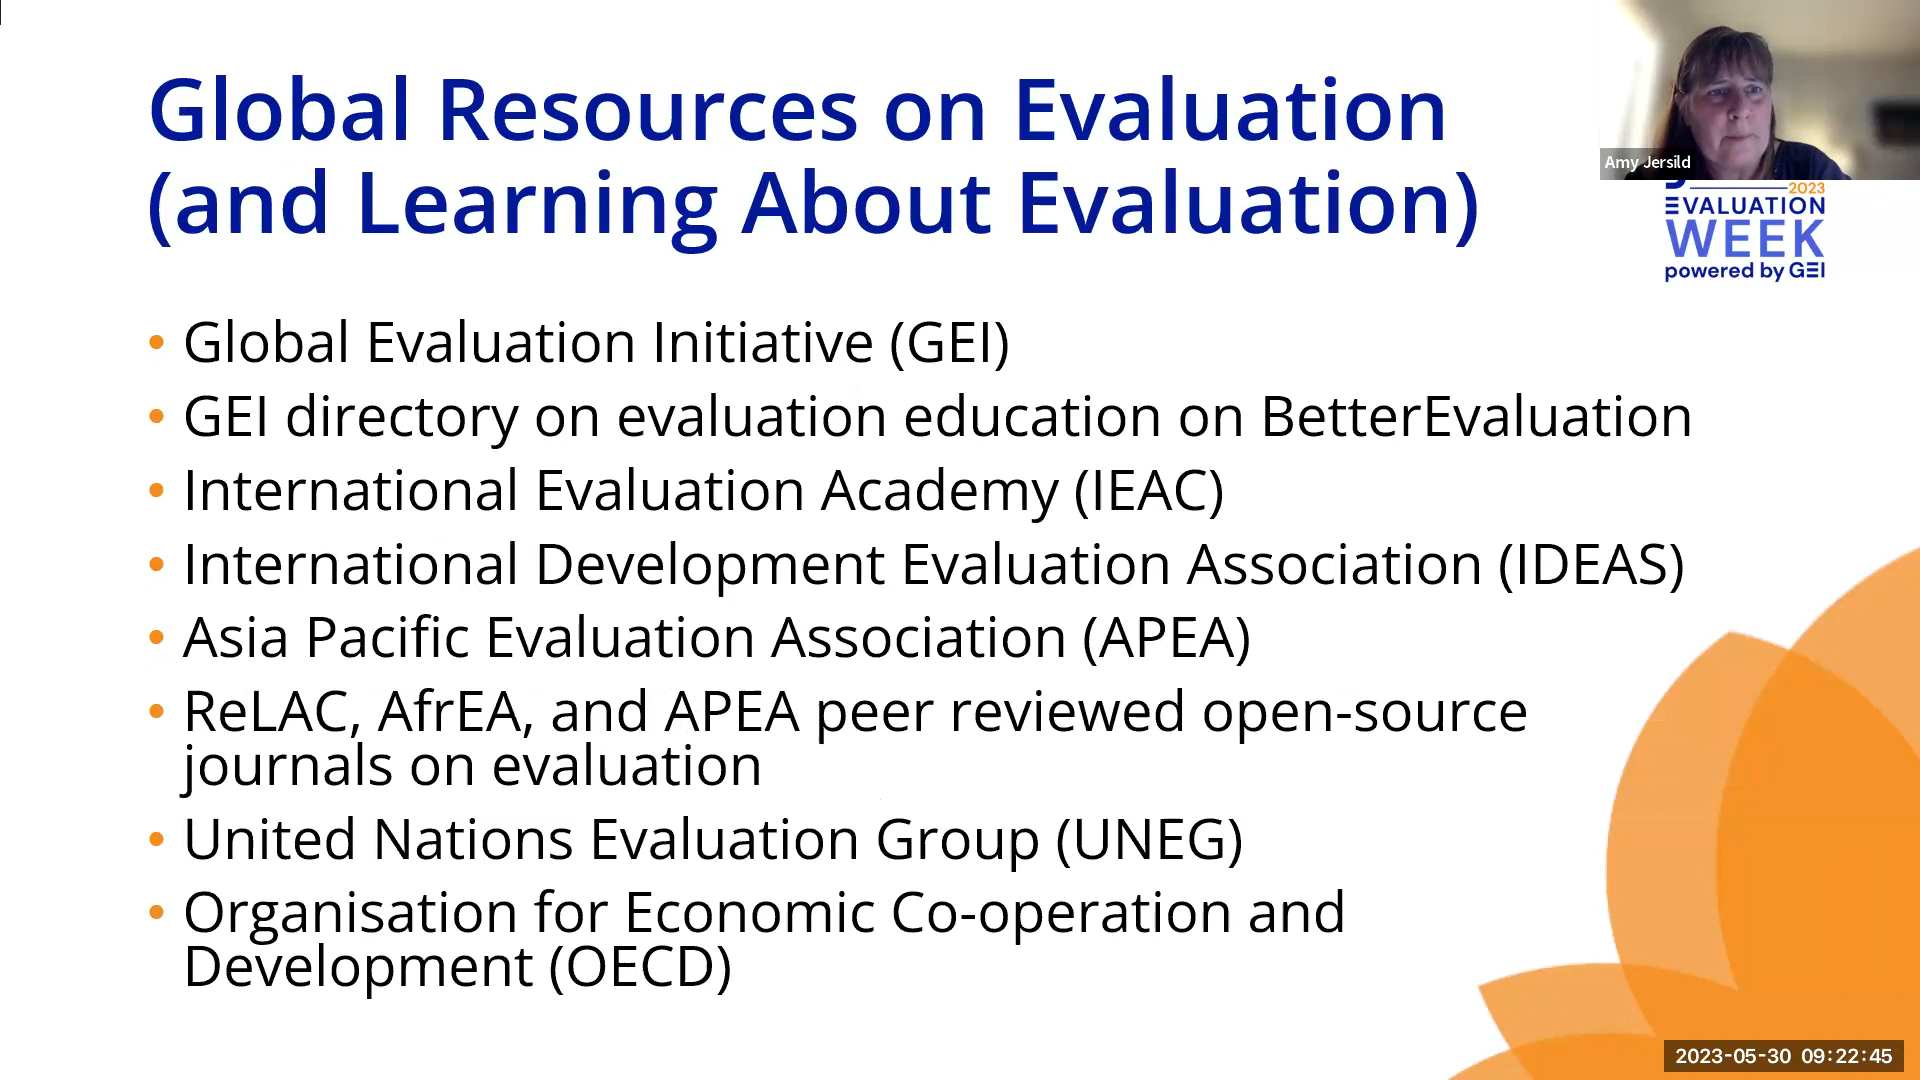 Global Resources on Evaluation
(and Learning About Evaluation)
Amy Jersild
2023
EVALUATION
WEEK
powered by GEI
• Global Evaluation Initiative (GEI)
• GEI directory on evaluation education on BetterEvaluation
• International Evaluation Academy (IEAC)
• International Development Evaluation Association (IDEAS)
• Asia Pacific Evaluation Association (APEA)
• ReLAC, AfrEA, and APEA peer reviewed open-source
journals on evaluation
• United Nations Evaluation Group (UNEG)
• Organisation for Economic Co-operation and
Development (OECD)
2023-05-30 09:22:45